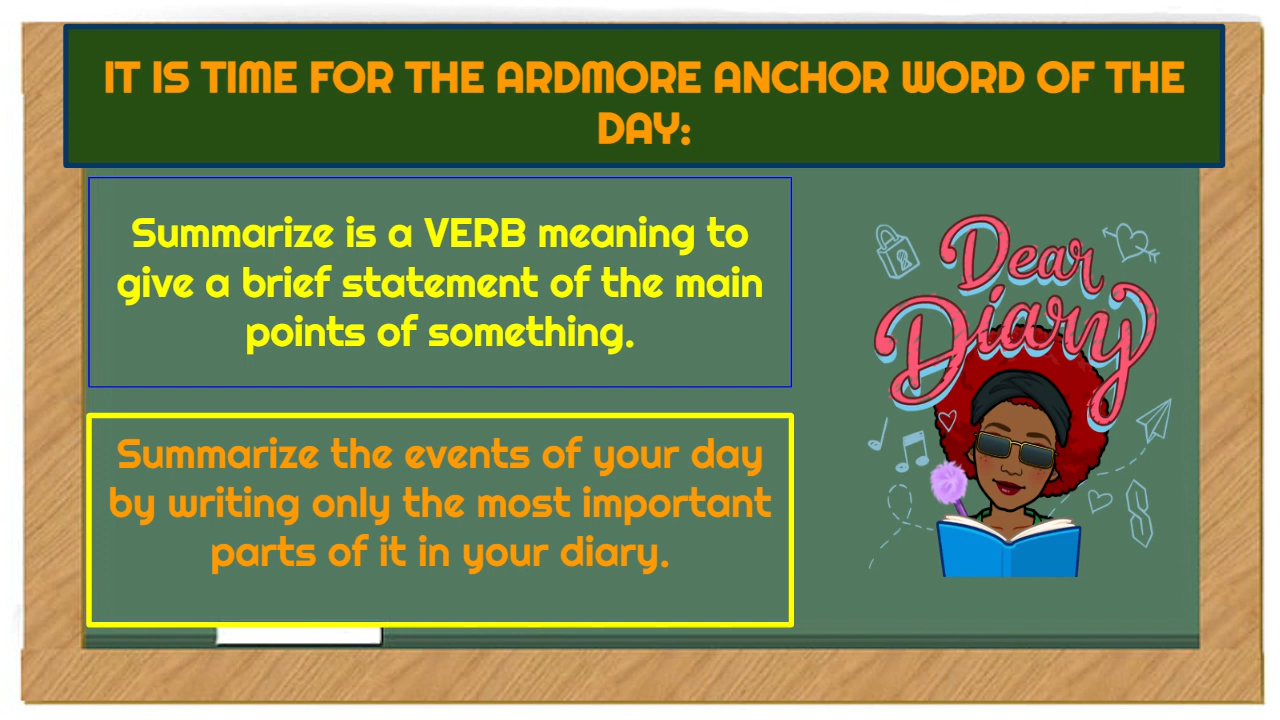 IT IS TIME FOR THE ARDMORE ANCHOR WORD OF THE
DAY:
Summarize is a VERB meaning to
give a brief statement of the main
points of something.
Summarize the events of your day
by writing only the most important
parts of it in your diary.
Dear
Diary